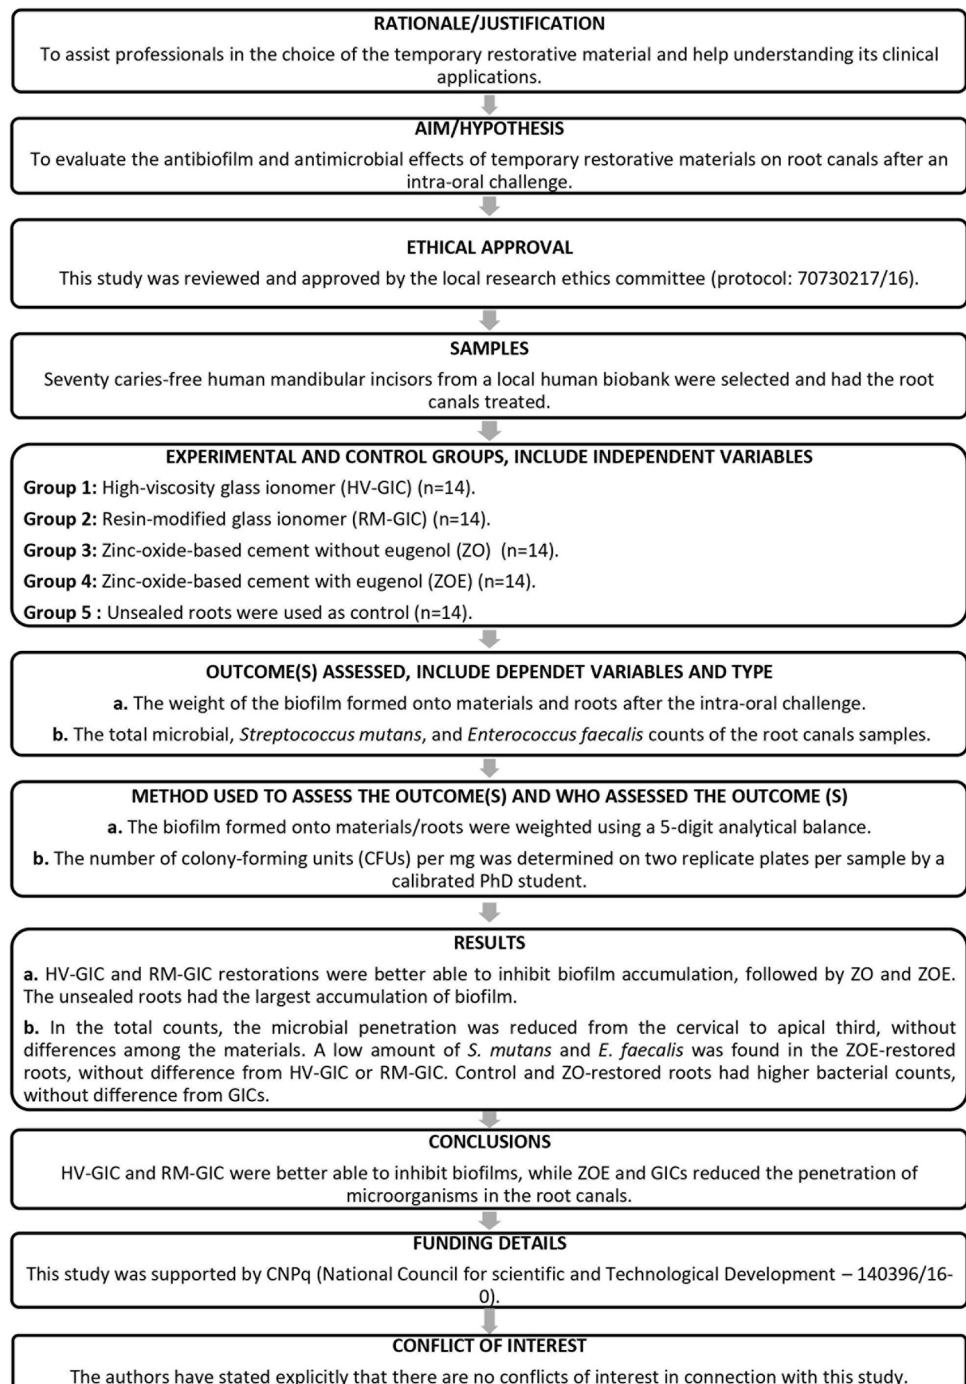 RATIONALE/JUSTIFICATION
To assist professionals in the choice of the temporary restorative material and help understanding its clinical
applications.
AIM/HYPOTHESIS
To evaluate the antibiofilm and antimicrobial effects of temporary restorative materials on root canals after an
intra-oral challenge.
ETHICAL APPROVAL
This study was reviewed and approved by the local research ethics committee (protocol: 70730217/16).
SAMPLES
Seventy caries-free human mandibular incisors from a local human biobank were selected and had the root
canals treated.
EXPERIMENTAL AND CONTROL GROUPS, INCLUDE INDEPENDENT VARIABLES
Group 1: High-viscosity glass ionomer (HV-GIC) (n=14).
Group 2: Resin-modified glass ionomer (RM-GIC) (n=14).
Group 3: Zinc-oxide-based cement without eugenol (ZO) (n=14).
Group 4: Zinc-oxide-based cement with eugenol (ZOE) (n=14).
Group 5 : Unsealed roots were used as control (n=14).
OUTCOME(S) ASSESSED, INCLUDE DEPENDET VARIABLES AND TYPE
a. The weight of the biofilm formed onto materials and roots after the intra-oral challenge.
b. The total microbial, Streptococcus mutans, and Enterococcus faecalis counts of the root canals samples.
METHOD USED TO ASSESS THE OUTCOME(S) AND WHO ASSESSED THE OUTCOME (S)
a. The biofilm formed onto materials/roots were weighted using a 5-digit analytical balance.
b. The number of colony-forming units (CFUs) per mg was determined on two replicate plates per sample by a
calibrated PhD student.
RESULTS
a. HV-GIC and RM-GIC restorations were better able to inhibit biofilm accumulation, followed by ZO and ZOE.
The unsealed roots had the largest accumulation of biofilm.
b. In the total counts, the microbial penetration was reduced from the cervical to apical third, without
differences among the materials. A low amount of S. mutans and E. faecalis was found in the ZOE-restored
roots, without difference from HV-GIC or RM-GIC. Control and ZO-restored roots had higher bacterial counts,
without difference from GICs.
CONCLUSIONS
HV-GIC and RM-GIC were better able to inhibit biofilms, while ZOE and GICs reduced the penetration of
microorganisms in the root canals.
FUNDING DETAILS
This study was supported by CNPq (National Council for scientific and Technological Development – 140396/16-
0).
CONFLICT OF INTEREST
The authors have stated explicitly that there are no conflicts of interest in connection with this study.